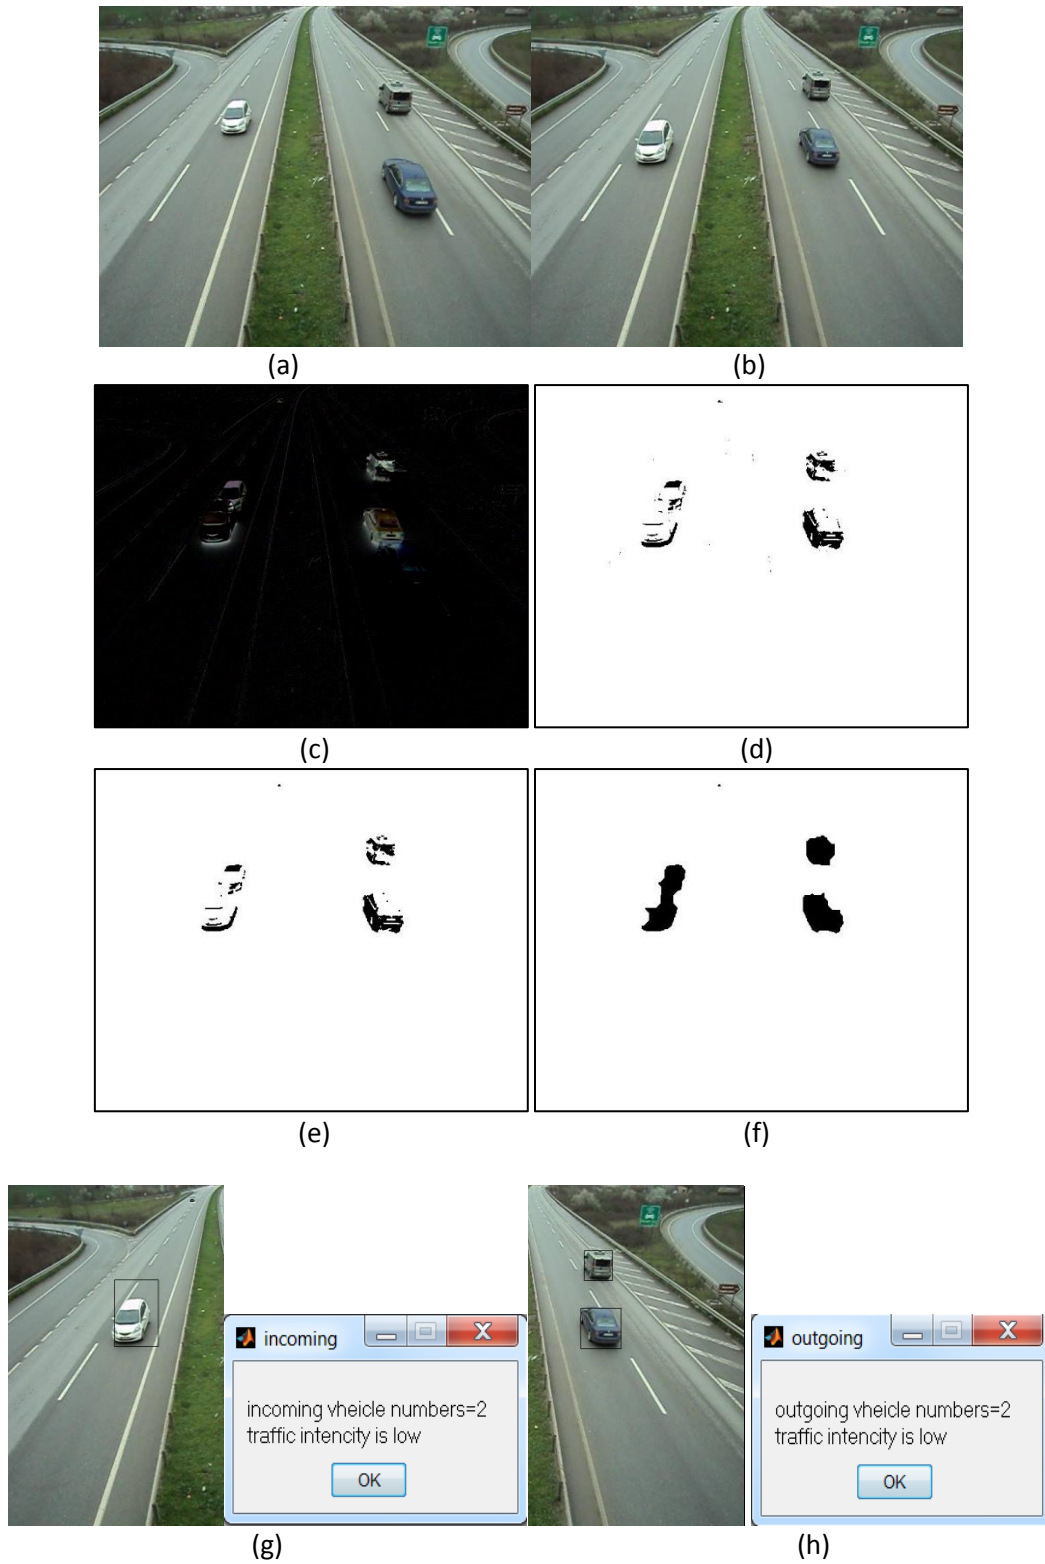 (a)
(b)
(c)
(d)
(e)
(f)
incoming
incoming vheicle numbers=2
traffic intencity is low
OK
outgoing
outgoing vheicle numbers=2
traffic intencity is low
OK
(g)
(h)